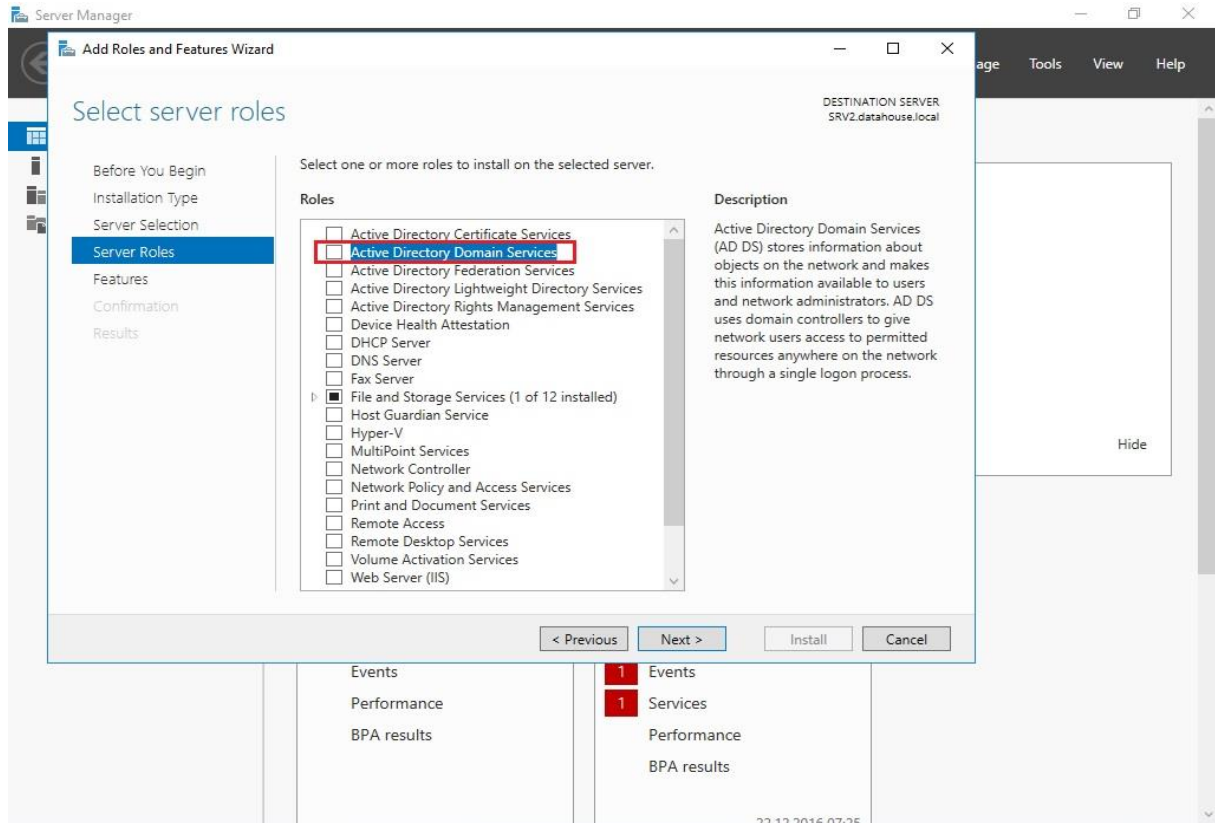 Server Manager
Add Roles and Features Wizard
age Tools View Help
Select server roles
DESTINATION SERVER
SRV2.datahouse.local
Before You Begin
Installation Type
Server Selection
Server Roles
Features
Confirmation
Results
Select one or more roles to install on the selected server.
Roles
Active Directory Certificate Services
Active Directory Domain Services
Active Directory Federation Services
Active Directory Lightweight Directory Services
Active Directory Rights Management Services
Device Health Attestation
DHCP Server
DNS Server
Fax Server
File and Storage Services (1 of 12 installed)
Host Guardian Service
Hyper-V
MultiPoint Services
Network Controller
Network Policy and Access Services
Print and Document Services
Remote Access
Remote Desktop Services
Volume Activation Services
Web Server (IIS)
Description
Active Directory Domain Services
(AD DS) stores information about
objects on the network and makes
this information available to users
and network administrators. AD DS
uses domain controllers to give
network users access to permitted
resources anywhere on the network
through a single logon process.
Hide
< Previous
Next >
Install
Cancel
Events
Performance
BPA results
1 Events
1 Services
Performance
BPA results
22.12.2016 07:25